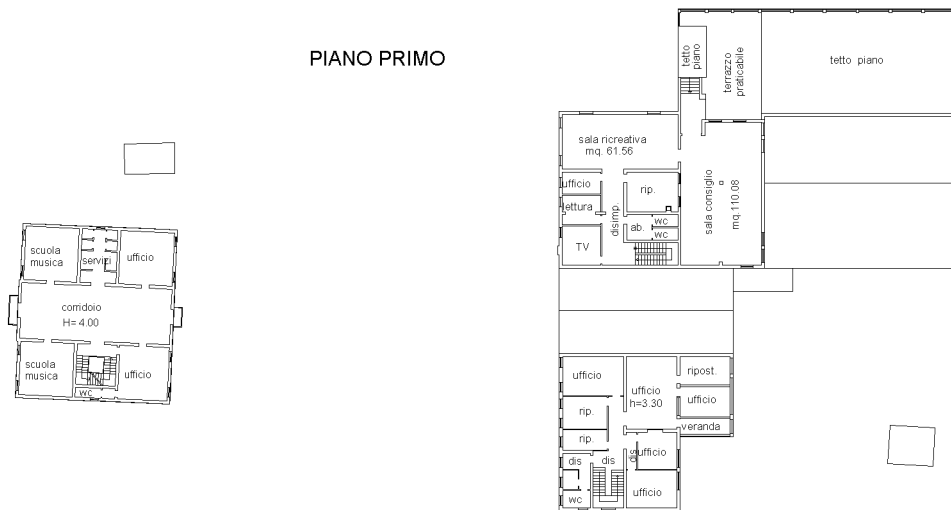 PIANO PRIMO
tetto
piano
terrazzo
praticabile
tetto piano
sala ricreativa
mq. 61.56
ufficio
rip.
lettura
disimp.
ab.
wc
wc
TV
sala consiglio
mq.110.08
scuola
musica
servizi
ufficio
corridoio
H= 4.00
scuola
musica
ufficio
wc
ufficio
ufficio
h=3.30
ripost.
ufficio
rip.
veranda
rip.
dis
dis
dis
ufficio
wc
ufficio